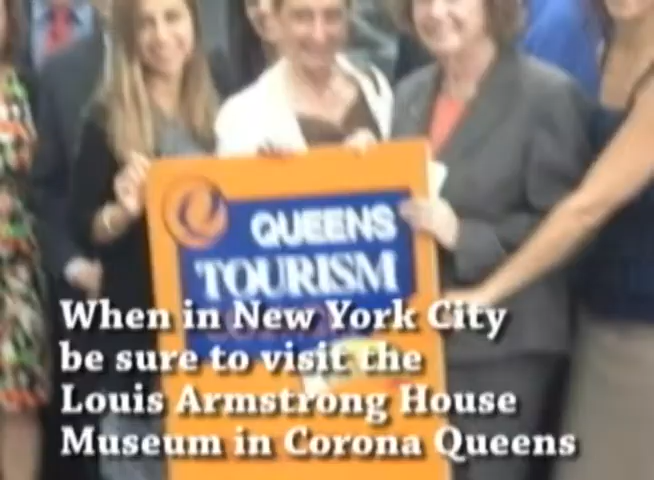 QUEENS
TOURISM
When in New York City
be sure to visit the
Louis Armstrong House
Museum in Corona Queens